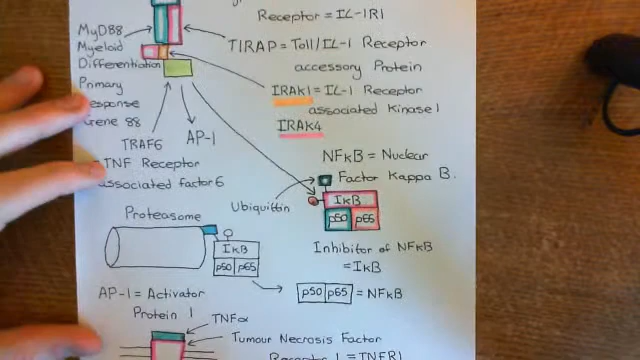 Receptor = IL-1R1
MyD88
Myeloid
Differentiation
Primary
Response
Gene 88
TIRAP = Toll/IL-1 Receptor
accessory Protein
IRAK1 = IL-1 Receptor
associated Kinase 1
IRAK4
TRAF6
AP-1
= TNF Receptor
associated factor 6
NFκB = Nuclear
Factor Kappa B.
Ubiquitin
IκB
p50 p65
Proteasome
IκB
p50 p65
Inhibitor of NFκB
= IκB
p50 p65 = NFκB
AP-1 = Activator
Protein 1
TNFα
Tumour Necrosis Factor
Receptor 1 = TNFR1